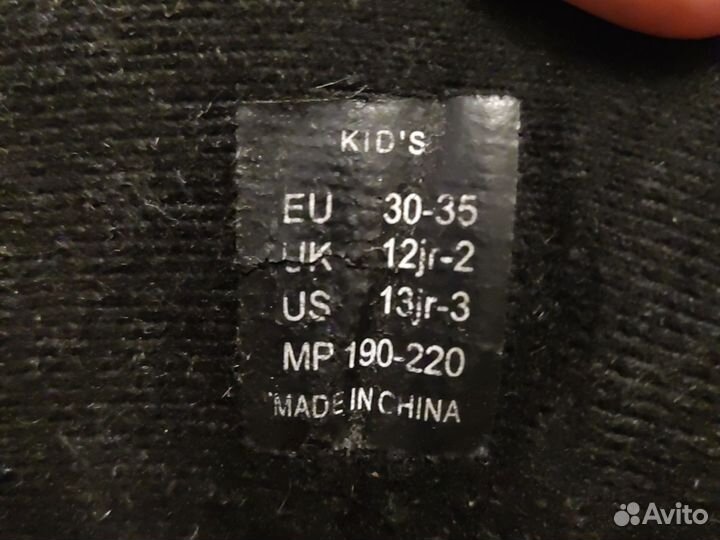 KID'S
EU 30-35
UK 12jr-2
US 13jr-3
MP 190-220
MADE IN CHINA
Avito